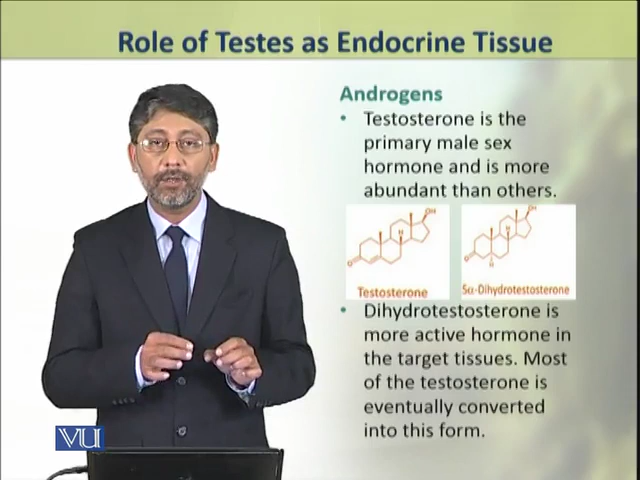 Role of Testes as Endocrine Tissue
Androgens
• Testosterone is the
primary male sex
hormone and is more
abundant than others.
OH
H
O
Testosterone
OH
H
H
O
H
5α-Dihydrotestosterone
• Dihydrotestosterone is
more active hormone in
the target tissues. Most
of the testosterone is
eventually converted
into this form.
VU